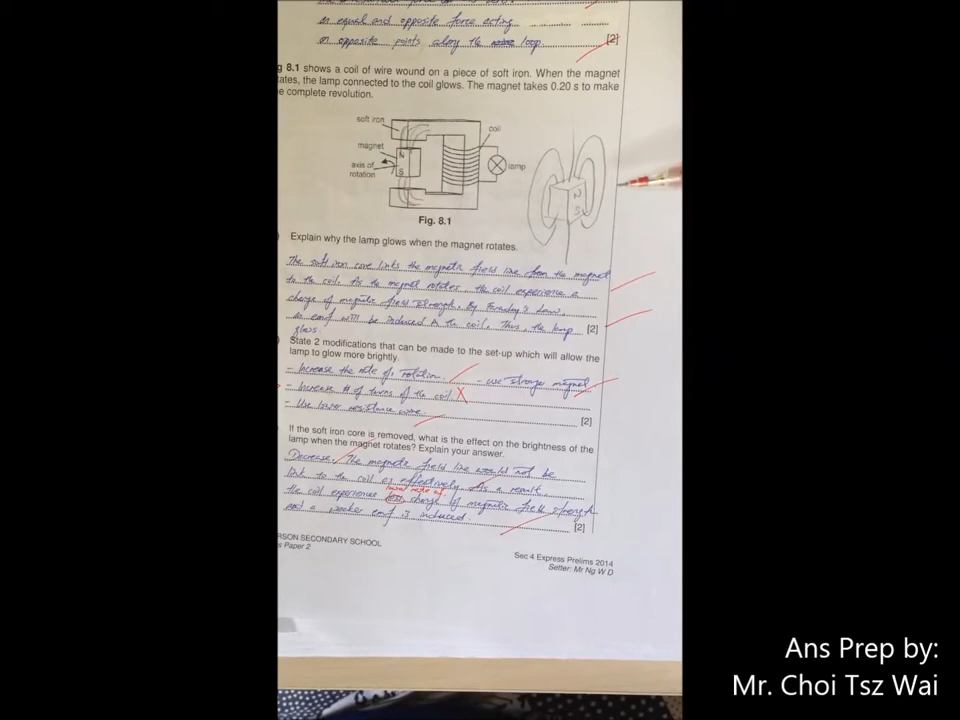 an equal and opposite force acting
on opposite points along the loop. [2]
g 8.1 shows a coil of wire wound on a piece of soft iron. When the magnet
ates, the lamp connected to the coil glows. The magnet takes 0.20 s to make
e complete revolution.
soft iron
coil
magnet
N
axis of
rotation
S
lamp
N
S
Fig. 8.1
Explain why the lamp glows when the magnet rotates.
The soft iron core links the magnetic field line from the magnet
to the coil. As the magnet rotates, the coil experience a
change of magnetic field strength. By Faraday's Law,
an emf will be induced in the coil. Thus, the lamp [2]
glows.
State 2 modifications that can be made to the set-up which will allow the
lamp to glow more brightly.
- Increase the rate of rotation. - use stronger magnet
- Increase # of turns of the coil X
- Use lower resistance wire. [2]
If the soft iron core is removed, what is the effect on the brightness of the
lamp when the magnet rotates? Explain your answer.
Decrease. The magnetic field line would not be
link to the coil as effectively. As a result,
lower rate of
the coil experience less change of magnetic field strength
and a weaker emf is induced. [2]
RSON SECONDARY SCHOOL
s Paper 2
Sec 4 Express Prelims 2014
Setter: Mr Ng W D
Ans Prep by:
Mr. Choi Tsz Wai